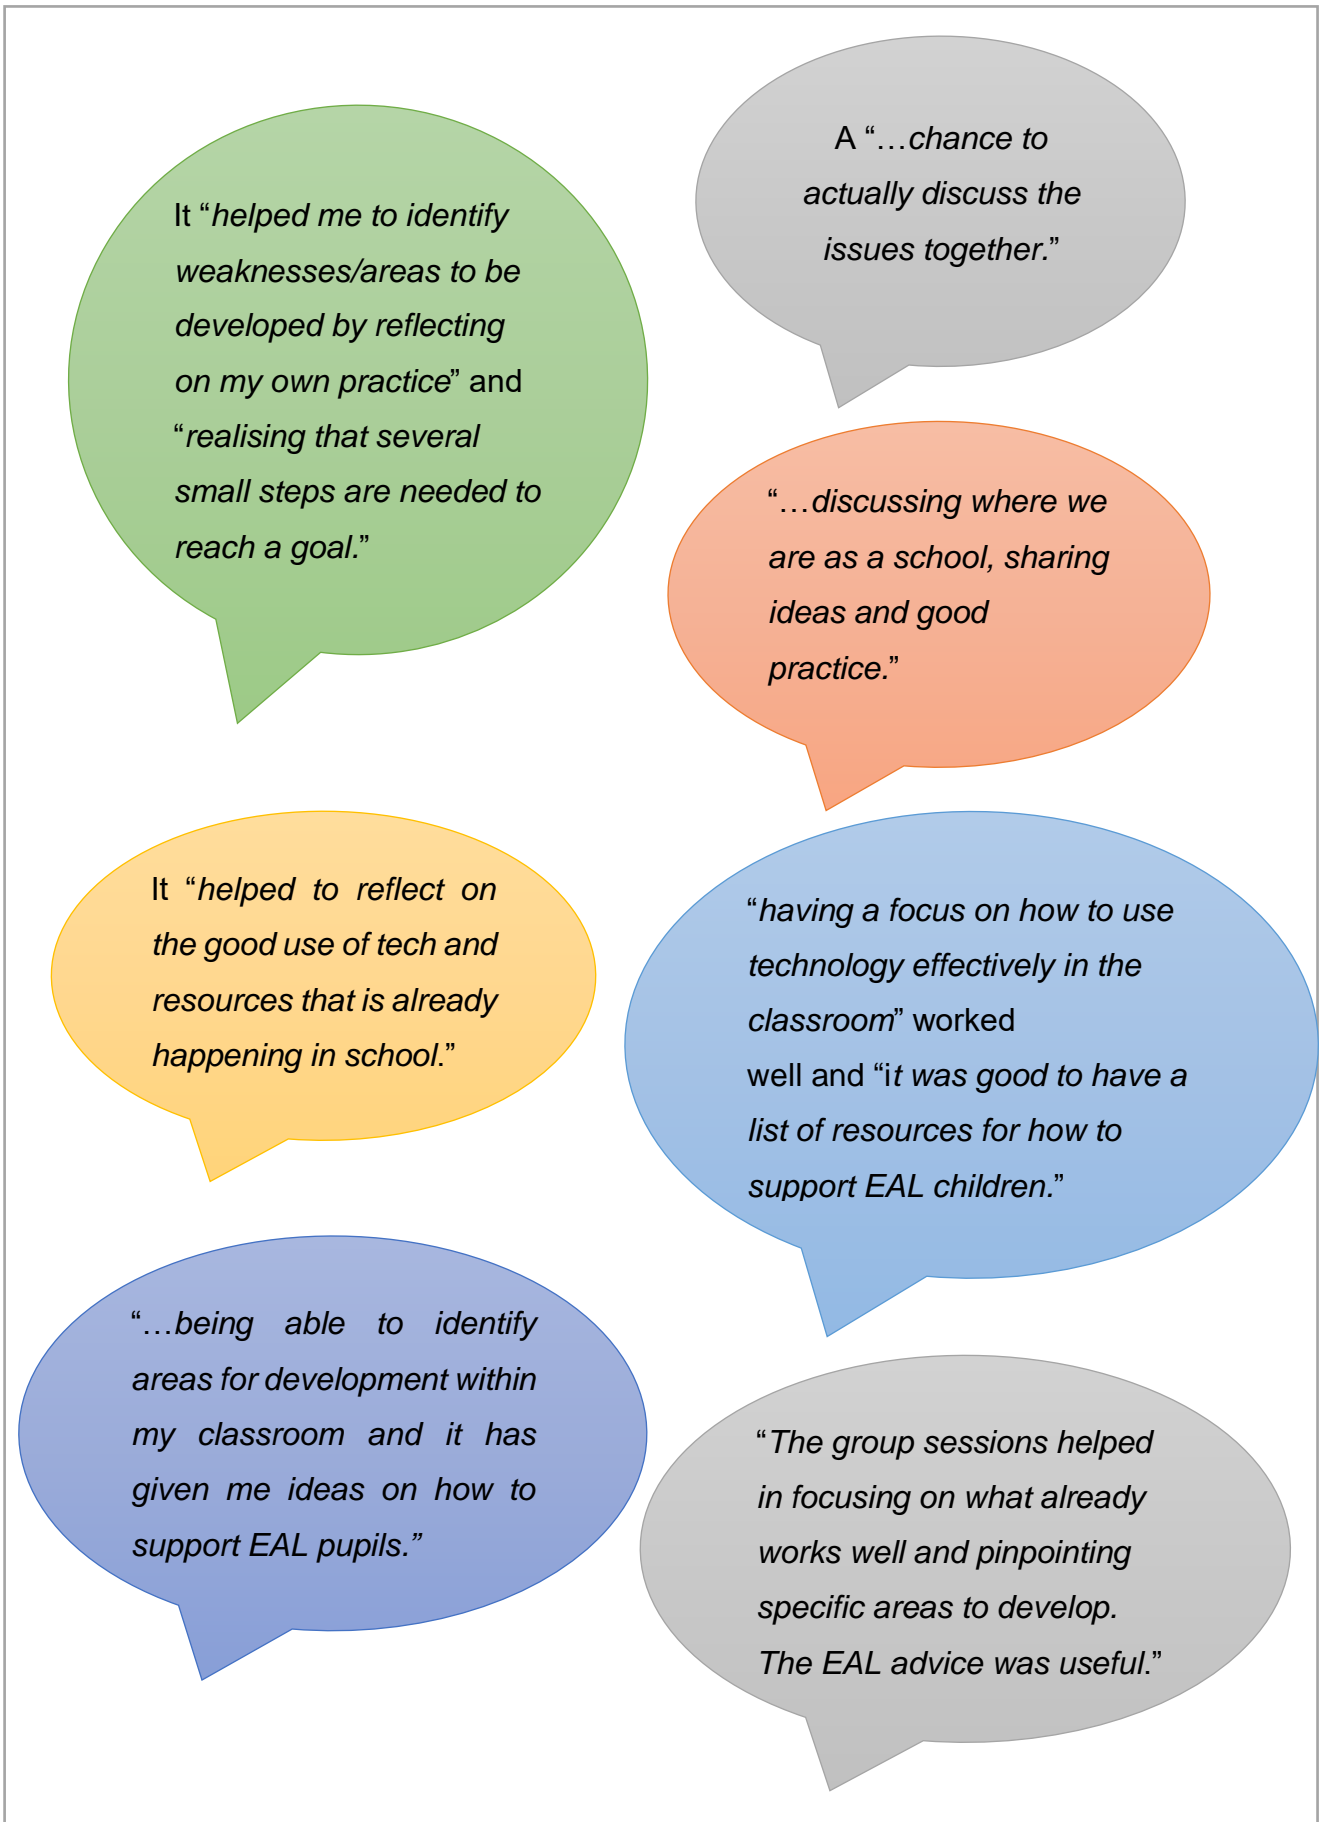 It “helped me to identify
weaknesses/areas to be
developed by reflecting
on my own practice” and
“realising that several
small steps are needed to
reach a goal.”
A “…chance to
actually discuss the
issues together.”
“…discussing where we
are as a school, sharing
ideas and good
practice.”
It “helped to reflect on
the good use of tech and
resources that is already
happening in school.”
“having a focus on how to use
technology effectively in the
classroom” worked
well and “it was good to have a
list of resources for how to
support EAL children.”
“…being able to identify
areas for development within
my classroom and it has
given me ideas on how to
support EAL pupils.”
“The group sessions helped
in focusing on what already
works well and pinpointing
specific areas to develop.
The EAL advice was useful.”